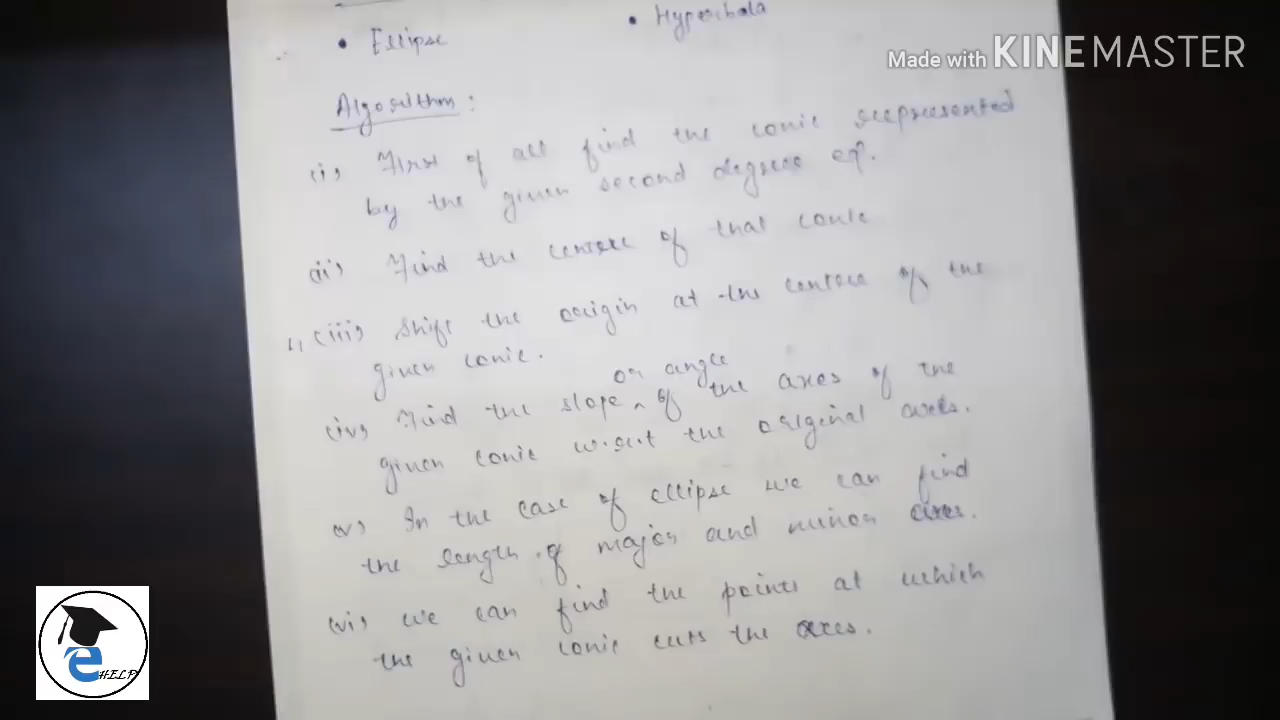 • Ellipse
• Hyperbola
Made with KINEMASTER
Algorithm :
(i) First of all find the conic represented
by the given second degree eqn.
(ii) Find the centre of that conic
(iii) Shift the origin at the centre of the
given conic.
(iv) Find the slope or angle of the axes of the
given conic w.r.t the original axes.
(v) In the case of ellipse we can find
the length of major and minor axes.
(vi) We can find the points at which
the given conic cuts the axes.
e HELP